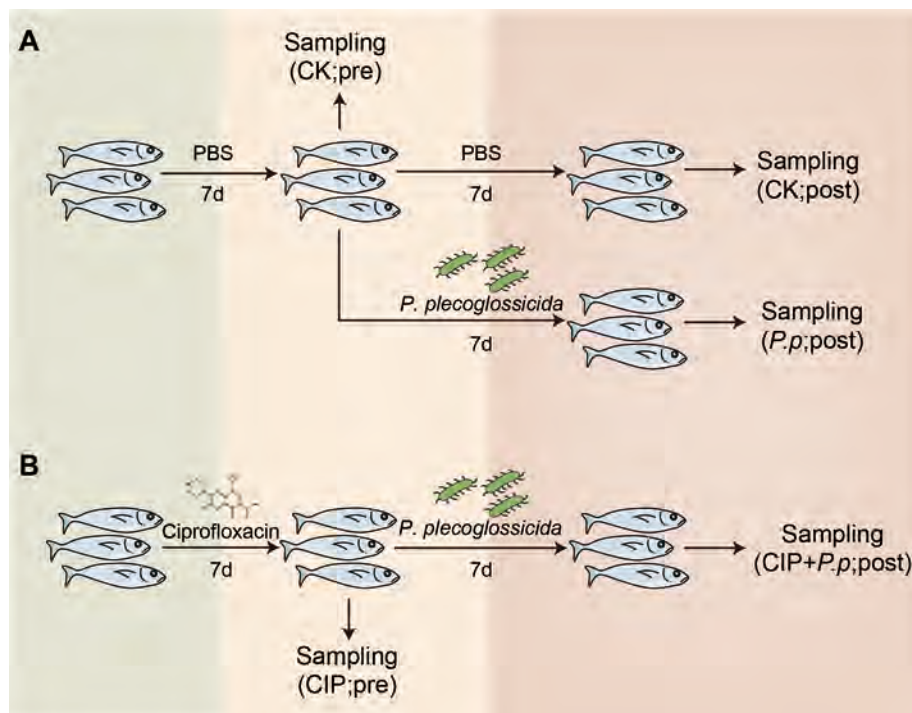 A
Sampling
(CK;pre)
PBS
7d
PBS
7d
Sampling
(CK;post)
P. plecoglossicida
7d
Sampling
(P.p;post)
B
Ciprofloxacin
7d
P. plecoglossicida
7d
Sampling
(CIP+P.p;post)
Sampling
(CIP;pre)